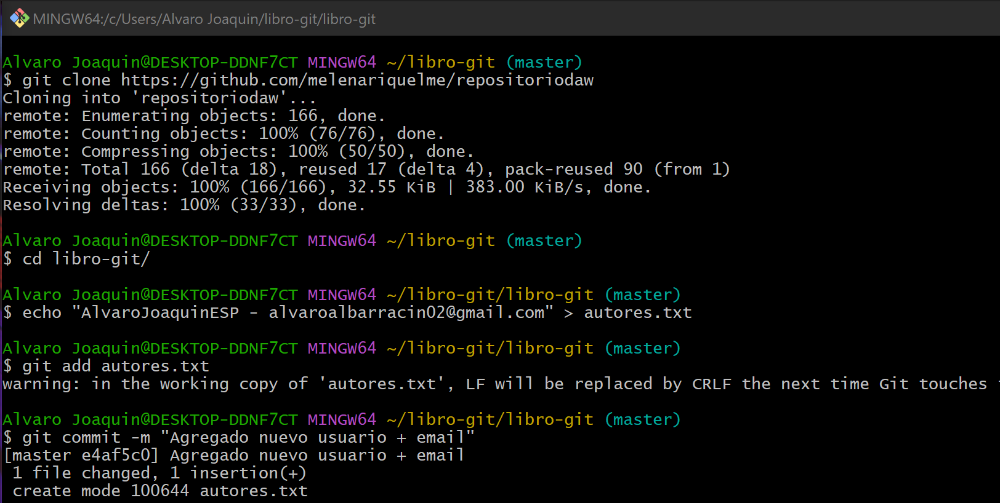 MINGW64:/c/Users/Alvaro Joaquin/libro-git/libro-git
Alvaro Joaquin@DESKTOP-DDNF7CT MINGW64 ~/libro-git (master)
$ git clone https://github.com/melenariquelme/repositoriodaw
Cloning into 'repositoriodaw'...
remote: Enumerating objects: 166, done.
remote: Counting objects: 100% (76/76), done.
remote: Compressing objects: 100% (50/50), done.
remote: Total 166 (delta 18), reused 17 (delta 4), pack-reused 90 (from 1)
Receiving objects: 100% (166/166), 32.55 KiB | 383.00 KiB/s, done.
Resolving deltas: 100% (33/33), done.
Alvaro Joaquin@DESKTOP-DDNF7CT MINGW64 ~/libro-git (master)
$ cd libro-git/
Alvaro Joaquin@DESKTOP-DDNF7CT MINGW64 ~/libro-git/libro-git (master)
$ echo "AlvaroJoaquinESP - alvaroalbarracin02@gmail.com" > autores.txt
Alvaro Joaquin@DESKTOP-DDNF7CT MINGW64 ~/libro-git/libro-git (master)
$ git add autores.txt
warning: in the working copy of 'autores.txt', LF will be replaced by CRLF the next time Git touches
Alvaro Joaquin@DESKTOP-DDNF7CT MINGW64 ~/libro-git/libro-git (master)
$ git commit -m "Agregado nuevo usuario + email"
[master e4af5c0] Agregado nuevo usuario + email
1 file changed, 1 insertion(+)
create mode 100644 autores.txt